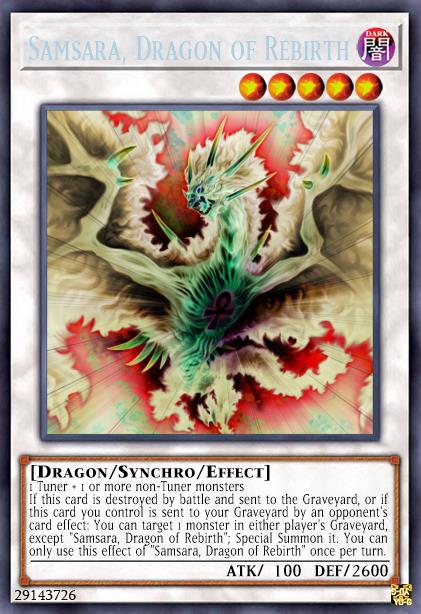 Samsara, Dragon of Rebirth
DARK
闇
[Dragon/Synchro/Effect]
1 Tuner + 1 or more non-Tuner monsters
If this card is destroyed by battle and sent to the Graveyard, or if
this card you control is sent to your Graveyard by an opponent's
card effect: You can target 1 monster in either player's Graveyard,
except "Samsara, Dragon of Rebirth"; Special Summon it. You can
only use this effect of "Samsara, Dragon of Rebirth" once per turn.
ATK/ 100 DEF/2600
29143726